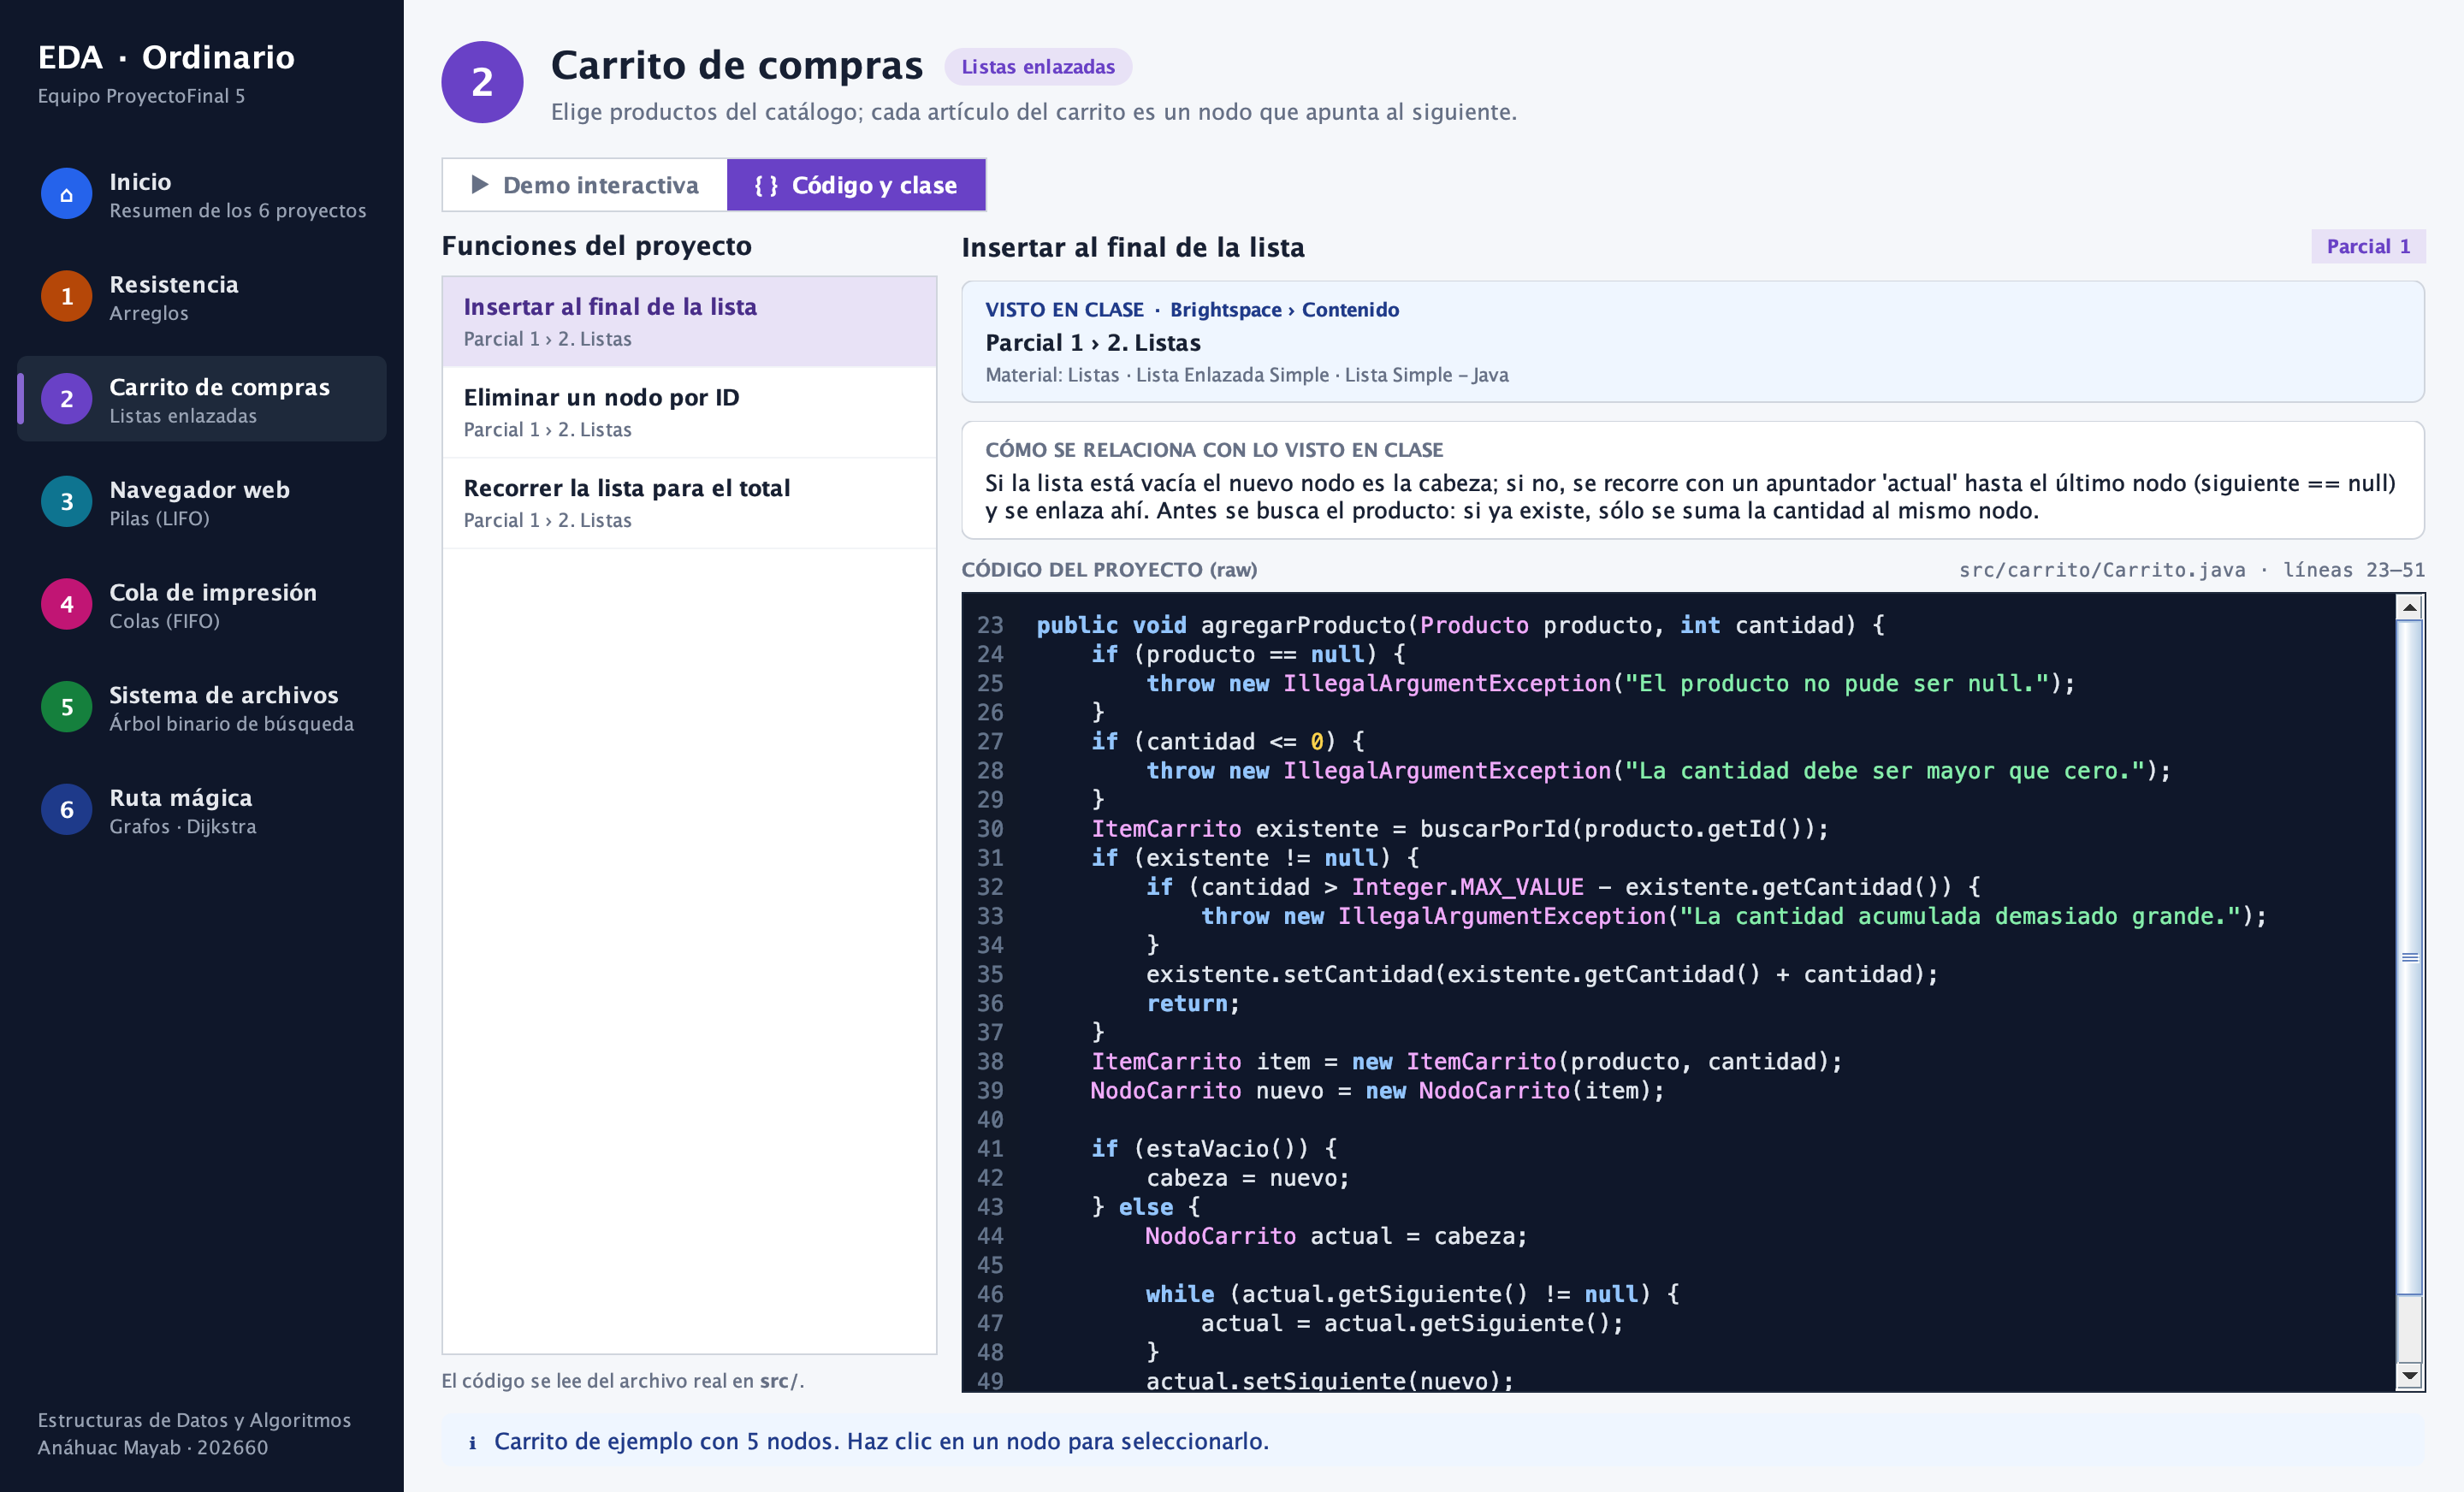 EDA · Ordinario
Equipo ProyectoFinal 5
Inicio
Resumen de los 6 proyectos
1
Resistencia
Arreglos
2
Carrito de compras
Listas enlazadas
3
Navegador web
Pilas (LIFO)
4
Cola de impresión
Colas (FIFO)
5
Sistema de archivos
Árbol binario de búsqueda
6
Ruta mágica
Grafos · Dijkstra
Estructuras de Datos y Algoritmos
Anáhuac Mayab · 202660
2
Carrito de compras
Listas enlazadas
Elige productos del catálogo; cada artículo del carrito es un nodo que apunta al siguiente.
▶ Demo interactiva
{ } Código y clase
Funciones del proyecto
Insertar al final de la lista
Parcial 1 › 2. Listas
Eliminar un nodo por ID
Parcial 1 › 2. Listas
Recorrer la lista para el total
Parcial 1 › 2. Listas
El código se lee del archivo real en src/.
Insertar al final de la lista
Parcial 1
VISTO EN CLASE · Brightspace › Contenido
Parcial 1 › 2. Listas
Material: Listas · Lista Enlazada Simple · Lista Simple – Java
CÓMO SE RELACIONA CON LO VISTO EN CLASE
Si la lista está vacía el nuevo nodo es la cabeza; si no, se recorre con un apuntador 'actual' hasta el último nodo (siguiente == null)
y se enlaza ahí. Antes se busca el producto: si ya existe, sólo se suma la cantidad al mismo nodo.
CÓDIGO DEL PROYECTO (raw)
src/carrito/Carrito.java · líneas 23–51
23 public void agregarProducto(Producto producto, int cantidad) {
24     if (producto == null) {
25         throw new IllegalArgumentException("El producto no pude ser null.");
26     }
27     if (cantidad <= 0) {
28         throw new IllegalArgumentException("La cantidad debe ser mayor que cero.");
29     }
30     ItemCarrito existente = buscarPorId(producto.getId());
31     if (existente != null) {
32         if (cantidad > Integer.MAX_VALUE - existente.getCantidad()) {
33             throw new IllegalArgumentException("La cantidad acumulada demasiado grande.");
34         }
35         existente.setCantidad(existente.getCantidad() + cantidad);
36         return;
37     }
38     ItemCarrito item = new ItemCarrito(producto, cantidad);
39     NodoCarrito nuevo = new NodoCarrito(item);
40
41     if (estaVacio()) {
42         cabeza = nuevo;
43     } else {
44         NodoCarrito actual = cabeza;
45
46         while (actual.getSiguiente() != null) {
47             actual = actual.getSiguiente();
48         }
49         actual.setSiguiente(nuevo);
i Carrito de ejemplo con 5 nodos. Haz clic en un nodo para seleccionarlo.